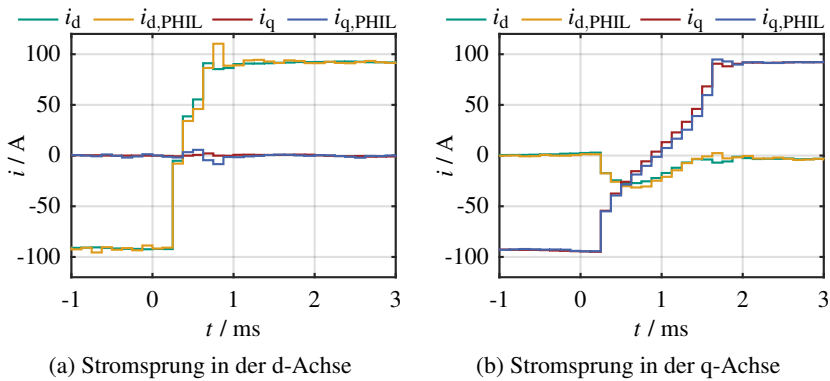 i_d i_d,PHIL i_q i_q,PHIL
100
50
0
-50
-100
i / A
-1 0 1 2 3
t / ms
(a) Stromsprung in der d-Achse
i_d i_d,PHIL i_q i_q,PHIL
100
50
0
-50
-100
i / A
-1 0 1 2 3
t / ms
(b) Stromsprung in der q-Achse